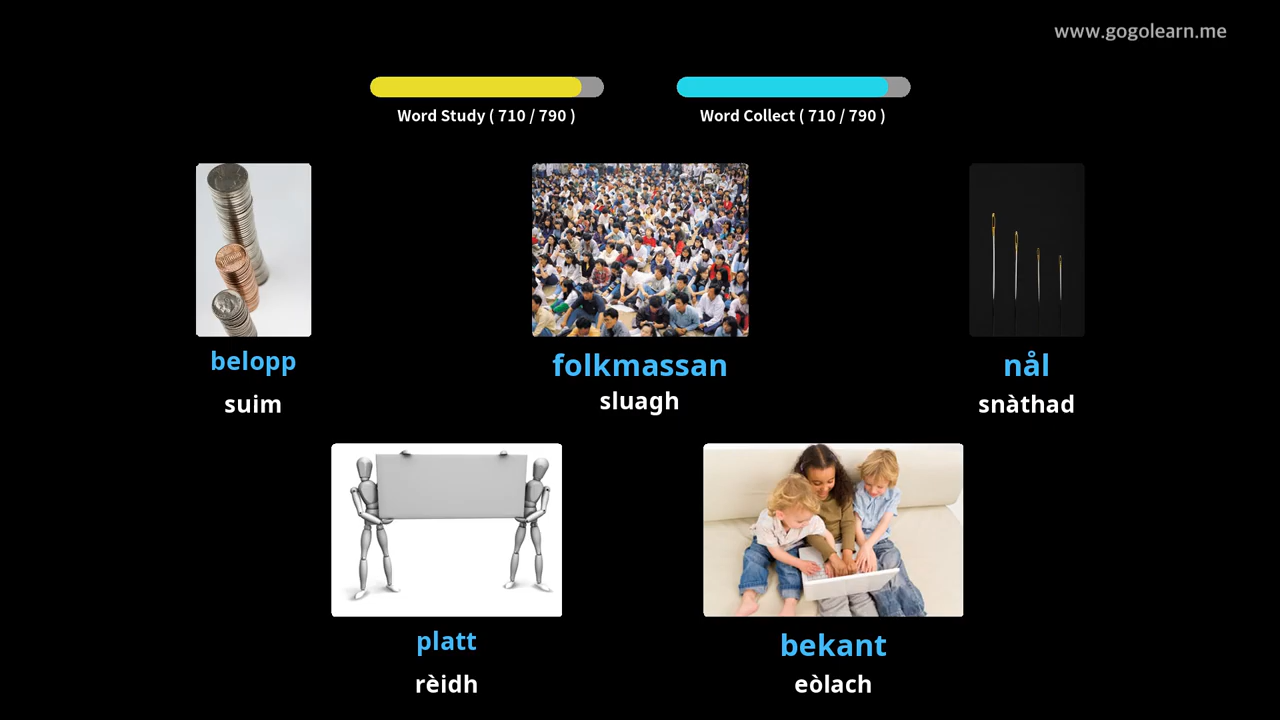 www.gogolearn.me
Word Study ( 710 / 790 )
Word Collect ( 710 / 790 )
belopp
suim
folkmassan
sluagh
nål
snàthad
platt
rèidh
bekant
eòlach